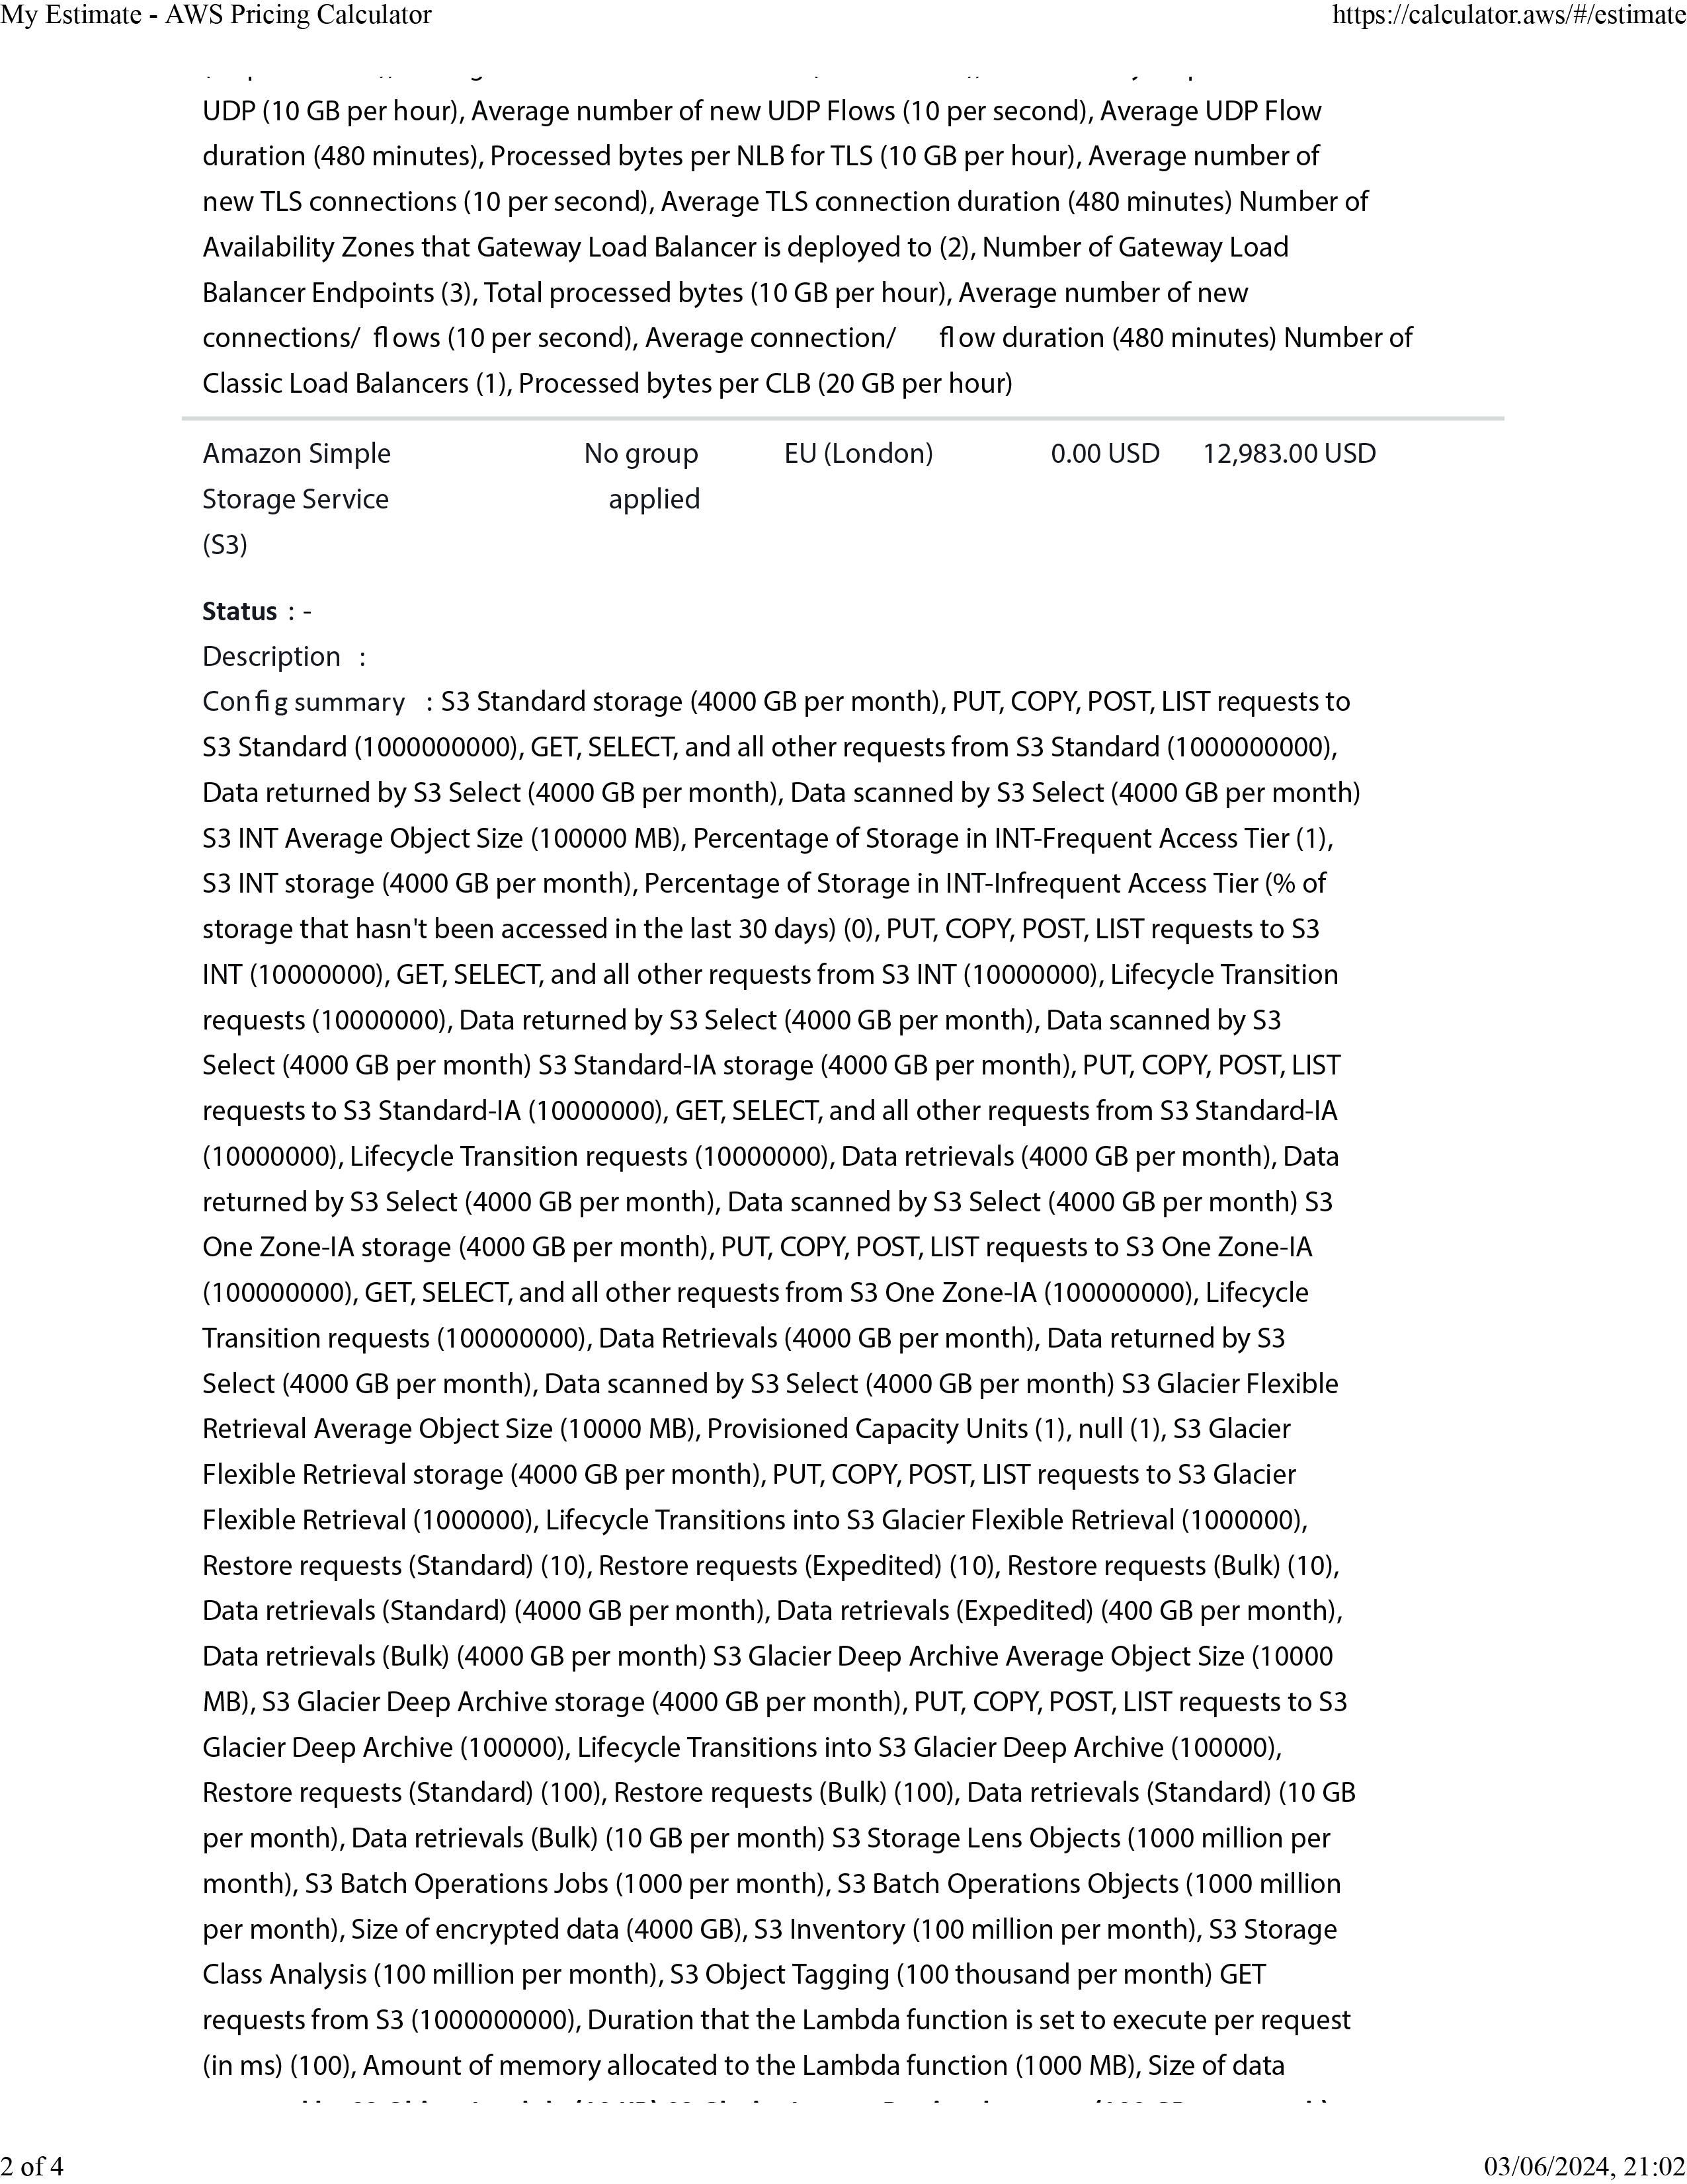 My Estimate - AWS Pricing Calculator
https://calculator.aws/#/estimate
UDP (10 GB per hour), Average number of new UDP Flows (10 per second), Average UDP Flow
duration (480 minutes), Processed bytes per NLB for TLS (10 GB per hour), Average number of
new TLS connections (10 per second), Average TLS connection duration (480 minutes) Number of
Availability Zones that Gateway Load Balancer is deployed to (2), Number of Gateway Load
Balancer Endpoints (3), Total processed bytes (10 GB per hour), Average number of new
connections/ flows (10 per second), Average connection/ flow duration (480 minutes) Number of
Classic Load Balancers (1), Processed bytes per CLB (20 GB per hour)
Amazon Simple No group EU (London) 0.00 USD 12,983.00 USD
Storage Service applied
(S3)
Status : -
Description :
Config summary : S3 Standard storage (4000 GB per month), PUT, COPY, POST, LIST requests to
S3 Standard (1000000000), GET, SELECT, and all other requests from S3 Standard (1000000000),
Data returned by S3 Select (4000 GB per month), Data scanned by S3 Select (4000 GB per month)
S3 INT Average Object Size (100000 MB), Percentage of Storage in INT-Frequent Access Tier (1),
S3 INT storage (4000 GB per month), Percentage of Storage in INT-Infrequent Access Tier (% of
storage that hasn't been accessed in the last 30 days) (0), PUT, COPY, POST, LIST requests to S3
INT (10000000), GET, SELECT, and all other requests from S3 INT (10000000), Lifecycle Transition
requests (10000000), Data returned by S3 Select (4000 GB per month), Data scanned by S3
Select (4000 GB per month) S3 Standard-IA storage (4000 GB per month), PUT, COPY, POST, LIST
requests to S3 Standard-IA (10000000), GET, SELECT, and all other requests from S3 Standard-IA
(10000000), Lifecycle Transition requests (10000000), Data retrievals (4000 GB per month), Data
returned by S3 Select (4000 GB per month), Data scanned by S3 Select (4000 GB per month) S3
One Zone-IA storage (4000 GB per month), PUT, COPY, POST, LIST requests to S3 One Zone-IA
(100000000), GET, SELECT, and all other requests from S3 One Zone-IA (100000000), Lifecycle
Transition requests (100000000), Data Retrievals (4000 GB per month), Data returned by S3
Select (4000 GB per month), Data scanned by S3 Select (4000 GB per month) S3 Glacier Flexible
Retrieval Average Object Size (10000 MB), Provisioned Capacity Units (1), null (1), S3 Glacier
Flexible Retrieval storage (4000 GB per month), PUT, COPY, POST, LIST requests to S3 Glacier
Flexible Retrieval (1000000), Lifecycle Transitions into S3 Glacier Flexible Retrieval (1000000),
Restore requests (Standard) (10), Restore requests (Expedited) (10), Restore requests (Bulk) (10),
Data retrievals (Standard) (4000 GB per month), Data retrievals (Expedited) (400 GB per month),
Data retrievals (Bulk) (4000 GB per month) S3 Glacier Deep Archive Average Object Size (10000
MB), S3 Glacier Deep Archive storage (4000 GB per month), PUT, COPY, POST, LIST requests to S3
Glacier Deep Archive (100000), Lifecycle Transitions into S3 Glacier Deep Archive (100000),
Restore requests (Standard) (100), Restore requests (Bulk) (100), Data retrievals (Standard) (10 GB
per month), Data retrievals (Bulk) (10 GB per month) S3 Storage Lens Objects (1000 million per
month), S3 Batch Operations Jobs (1000 per month), S3 Batch Operations Objects (1000 million
per month), Size of encrypted data (4000 GB), S3 Inventory (100 million per month), S3 Storage
Class Analysis (100 million per month), S3 Object Tagging (100 thousand per month) GET
requests from S3 (1000000000), Duration that the Lambda function is set to execute per request
(in ms) (100), Amount of memory allocated to the Lambda function (1000 MB), Size of data
2 of 4
03/06/2024, 21:02